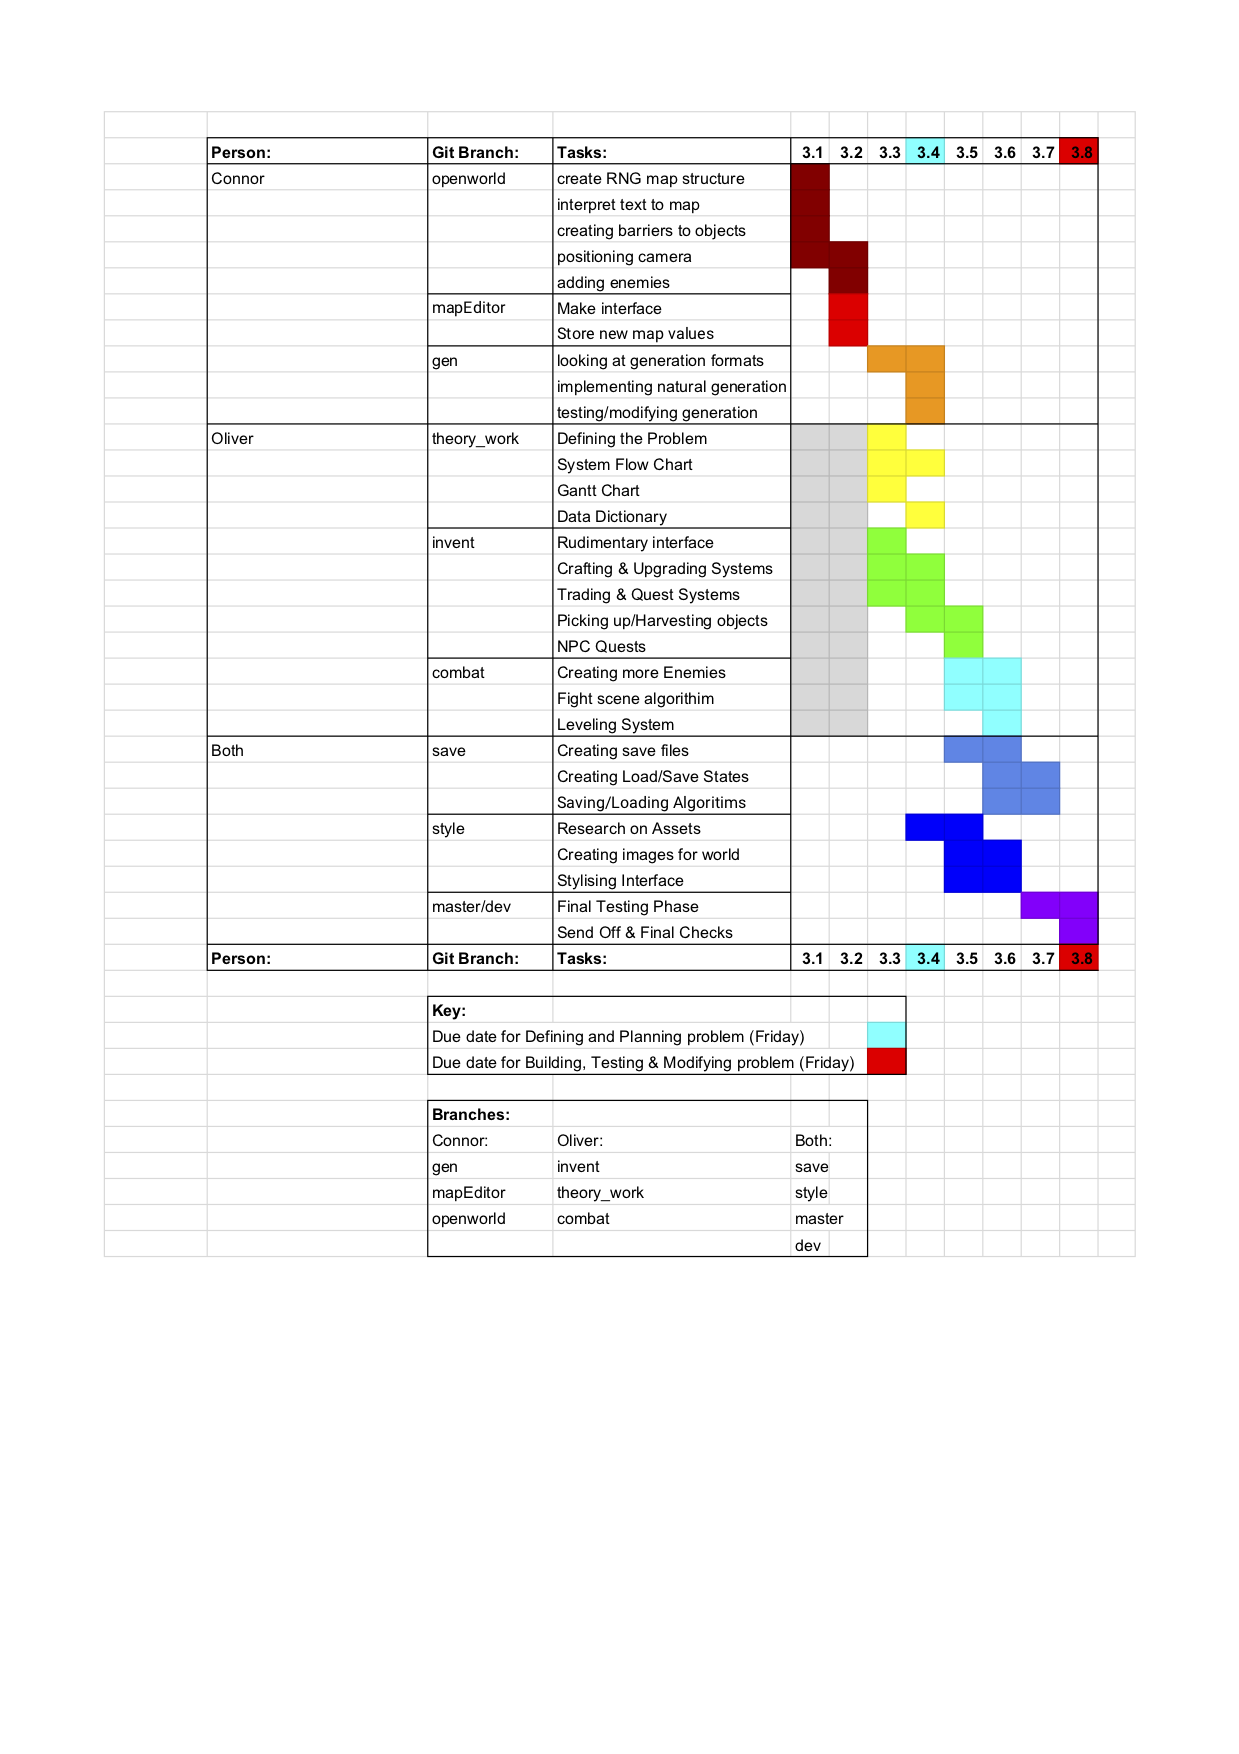 Person: Git Branch: Tasks: 3.1 3.2 3.3 3.4 3.5 3.6 3.7 3.8
Connor openworld create RNG map structure
interpret text to map
creating barriers to objects
positioning camera
adding enemies
mapEditor Make interface
Store new map values
gen looking at generation formats
implementing natural generation
testing/modifying generation
Oliver theory_work Defining the Problem
System Flow Chart
Gantt Chart
Data Dictionary
invent Rudimentary interface
Crafting & Upgrading Systems
Trading & Quest Systems
Picking up/Harvesting objects
NPC Quests
combat Creating more Enemies
Fight scene algorithim
Leveling System
Both save Creating save files
Creating Load/Save States
Saving/Loading Algoritims
style Research on Assets
Creating images for world
Stylising Interface
master/dev Final Testing Phase
Send Off & Final Checks
Person: Git Branch: Tasks: 3.1 3.2 3.3 3.4 3.5 3.6 3.7 3.8
Key:
Due date for Defining and Planning problem (Friday)
Due date for Building, Testing & Modifying problem (Friday)
Branches:
Connor: Oliver: Both:
gen invent save
mapEditor theory_work style
openworld combat master
dev